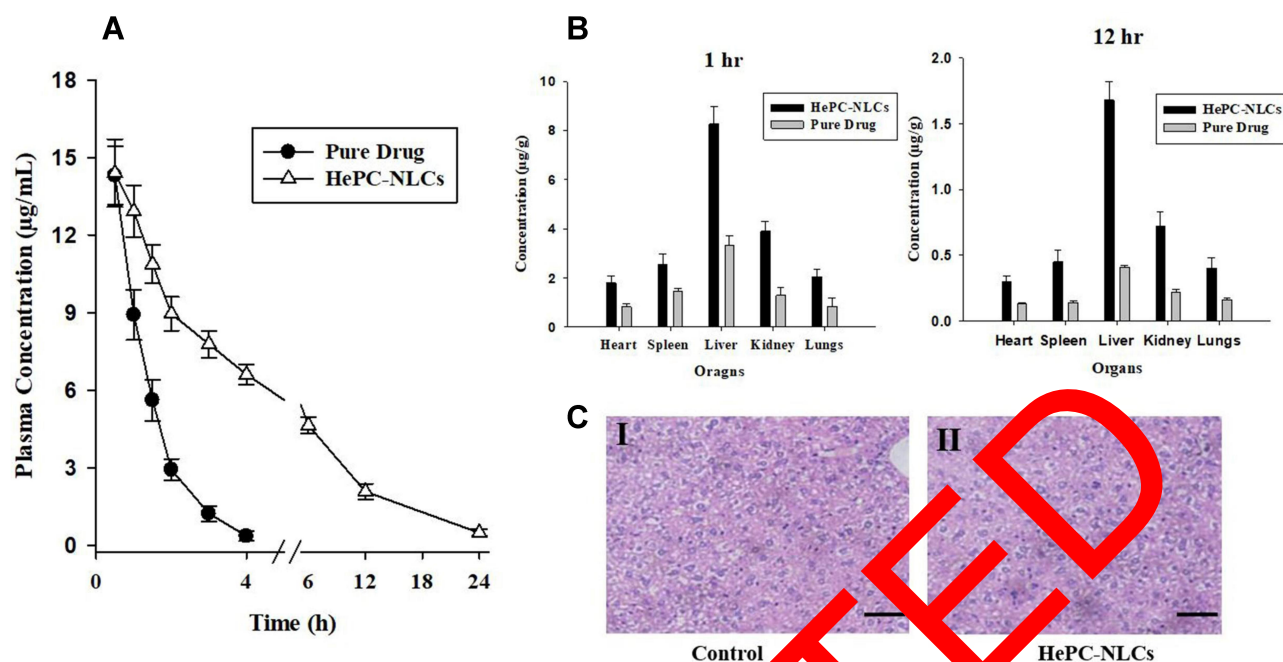 A
18
15
12
9
6
3
0
Plasma Concentration (µg/mL)
Pure Drug
HePC-NLCs
0 4 6 12 18 24
Time (h)
B
1 hr
10
8
6
4
2
0
Concentration (µg/g)
HePC-NLCs
Pure Drug
Heart Spleen Liver Kidney Lungs
Oragns
12 hr
2.0
1.5
1.0
0.5
0.0
Concentration (µg/g)
HePC-NLCs
Pure Drug
Heart Spleen Liver Kidney Lungs
Organs
C
I
II
Control
HePC-NLCs
ED